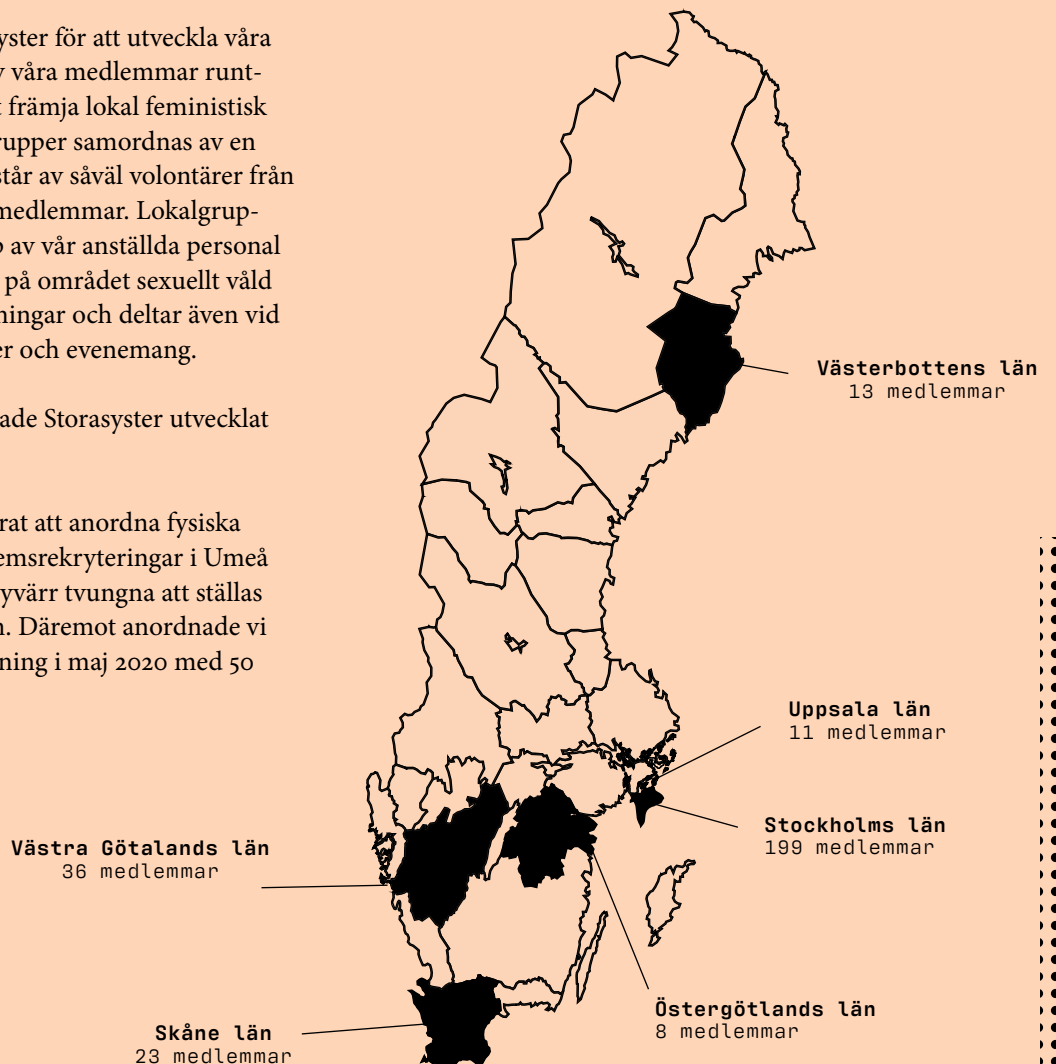 yster för att utveckla våra
v våra medlemmar runt-
t främja lokal feministisk
rupper samordnas av en
står av såväl volontärer från
medlemmar. Lokalgrup-
p av vår anställda personal
på området sexuellt våld
ningar och deltar även vid
er och evenemang.
ade Storasyster utvecklat
rat att anordna fysiska
emsrekryteringar i Umeå
yvärr tvungna att ställas
n. Däremot anordnade vi
ning i maj 2020 med 50
Västerbottens län
13 medlemmar
Uppsala län
11 medlemmar
Stockholms län
199 medlemmar
Västra Götalands län
36 medlemmar
Östergötlands län
8 medlemmar
Skåne län
23 medlemmar